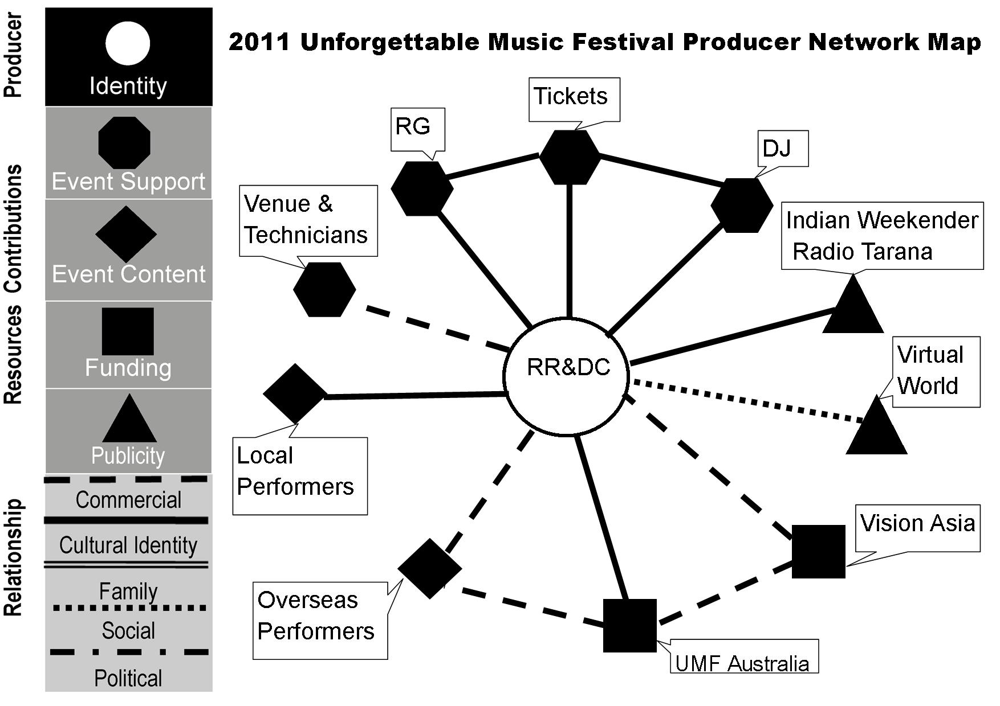 2011 Unforgettable Music Festival Producer Network Map
Producer
Identity
Resources Contributions
Event Support
Event Content
Funding
Publicity
Relationship
Commercial
Cultural Identity
Family
Social
Political
Tickets
RG
DJ
Venue &
Technicians
Indian Weekender
Radio Tarana
Virtual
World
RR&DC
Local
Performers
Vision Asia
Overseas
Performers
UMF Australia